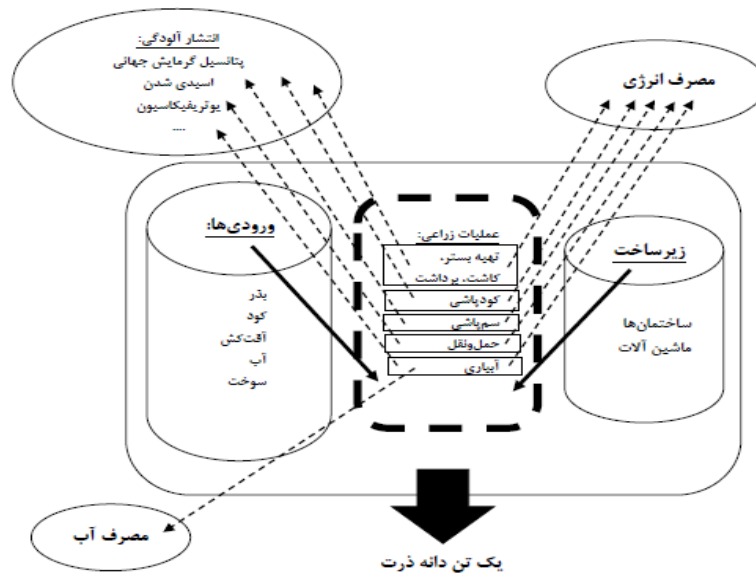 انتشار آلودگی:
پتانسیل گرمایش جهانی
اسیدی شدن
یوتریفیکاسیون
....
مصرف انرژی
ورودی‌ها:
بذر
کود
آفت‌کش
آب
سوخت
عملیات زراعی:
تهیه بستر،
کاشت، برداشت
کودپاشی
سم‌پاشی
حمل‌ونقل
آبیاری
زیرساخت
ساختمان‌ها
ماشین آلات
مصرف آب
یک تن دانه ذرت